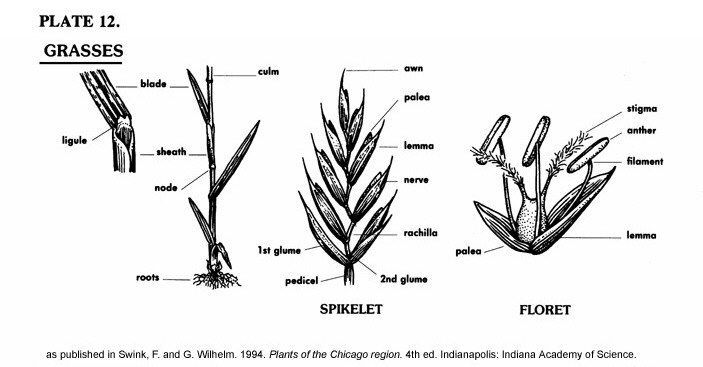 PLATE 12.
GRASSES
blade
culm
ligule
sheath
node
roots
awn
palea
lemma
nerve
rachilla
1st glume
2nd glume
pedicel
SPIKELET
stigma
anther
filament
lemma
palea
FLORET
as published in Swink, F. and G. Wilhelm. 1994. Plants of the Chicago region. 4th ed. Indianapolis: Indiana Academy of Science.